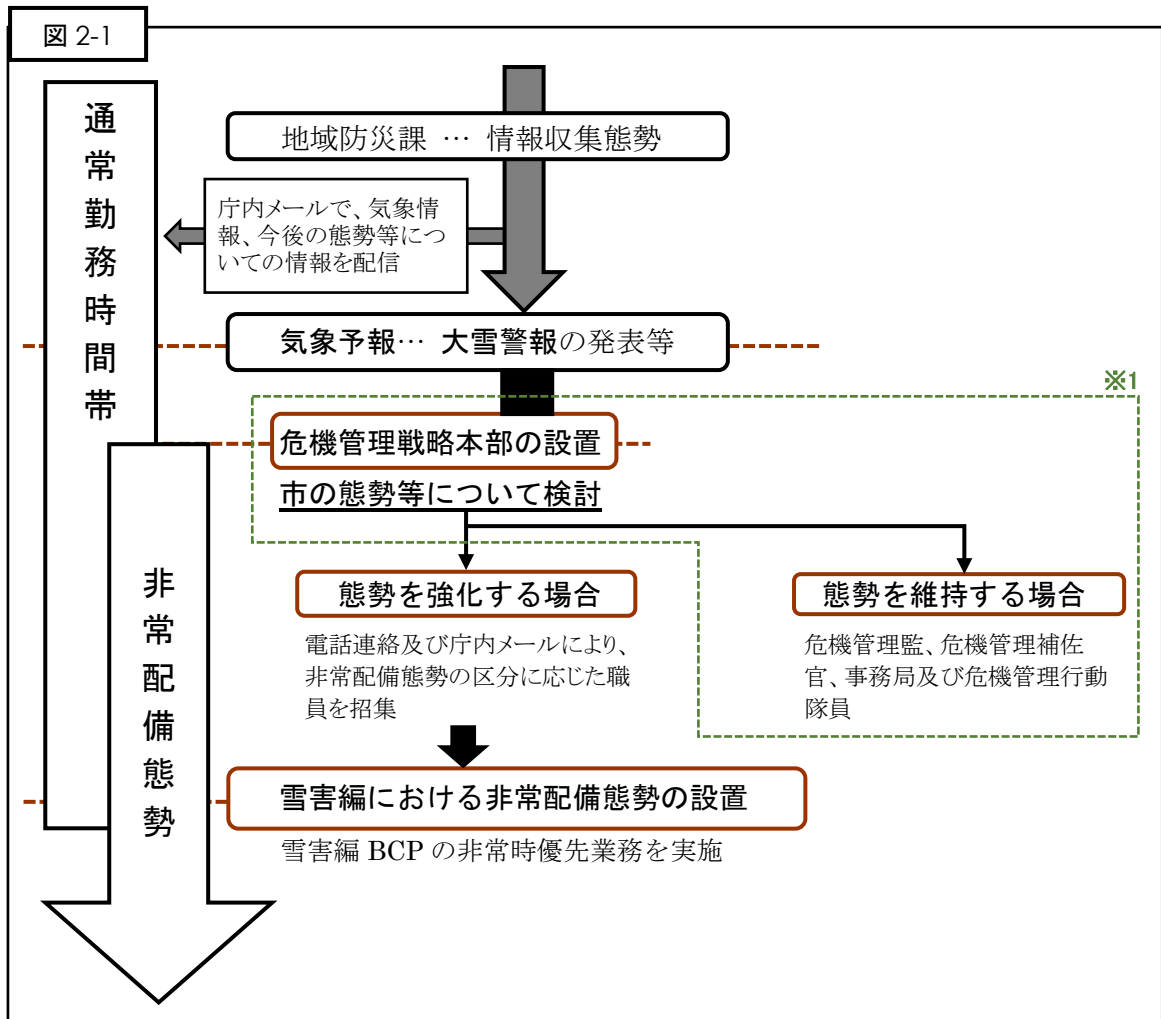 図 2-1
通常勤務時間帯
地域防災課 … 情報収集態勢
庁内メールで、気象情
報、今後の態勢等につ
いての情報を配信
気象予報… 大雪警報の発表等
※1
危機管理戦略本部の設置
市の態勢等について検討
非常配備態勢
態勢を強化する場合
電話連絡及び庁内メールにより、
非常配備態勢の区分に応じた職
員を招集
態勢を維持する場合
危機管理監、危機管理補佐
官、事務局及び危機管理行動
隊員
雪害編における非常配備態勢の設置
雪害編 BCP の非常時優先業務を実施